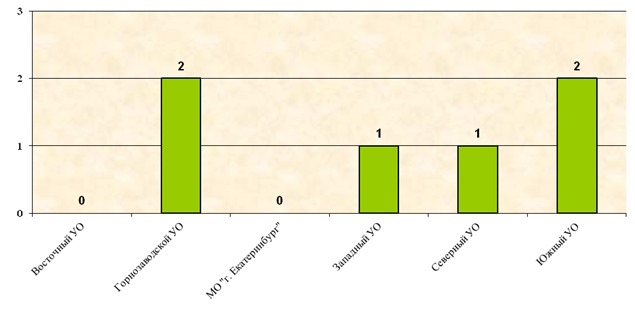 3
2
1
0
0
2
0
1
1
2
Восточный УО
Горнозаводской УО
МО "г. Екатеринбург"
Западный УО
Северный УО
Южный УО